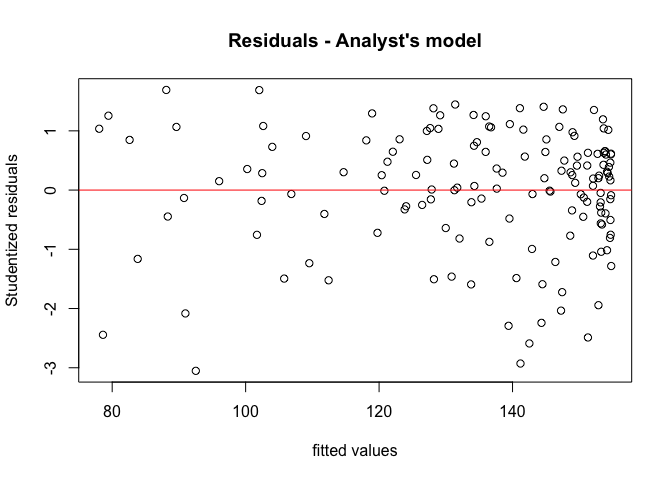 Residuals - Analyst's model
Studentized residuals
1
0
-1
-2
-3
80 100 120 140
fitted values